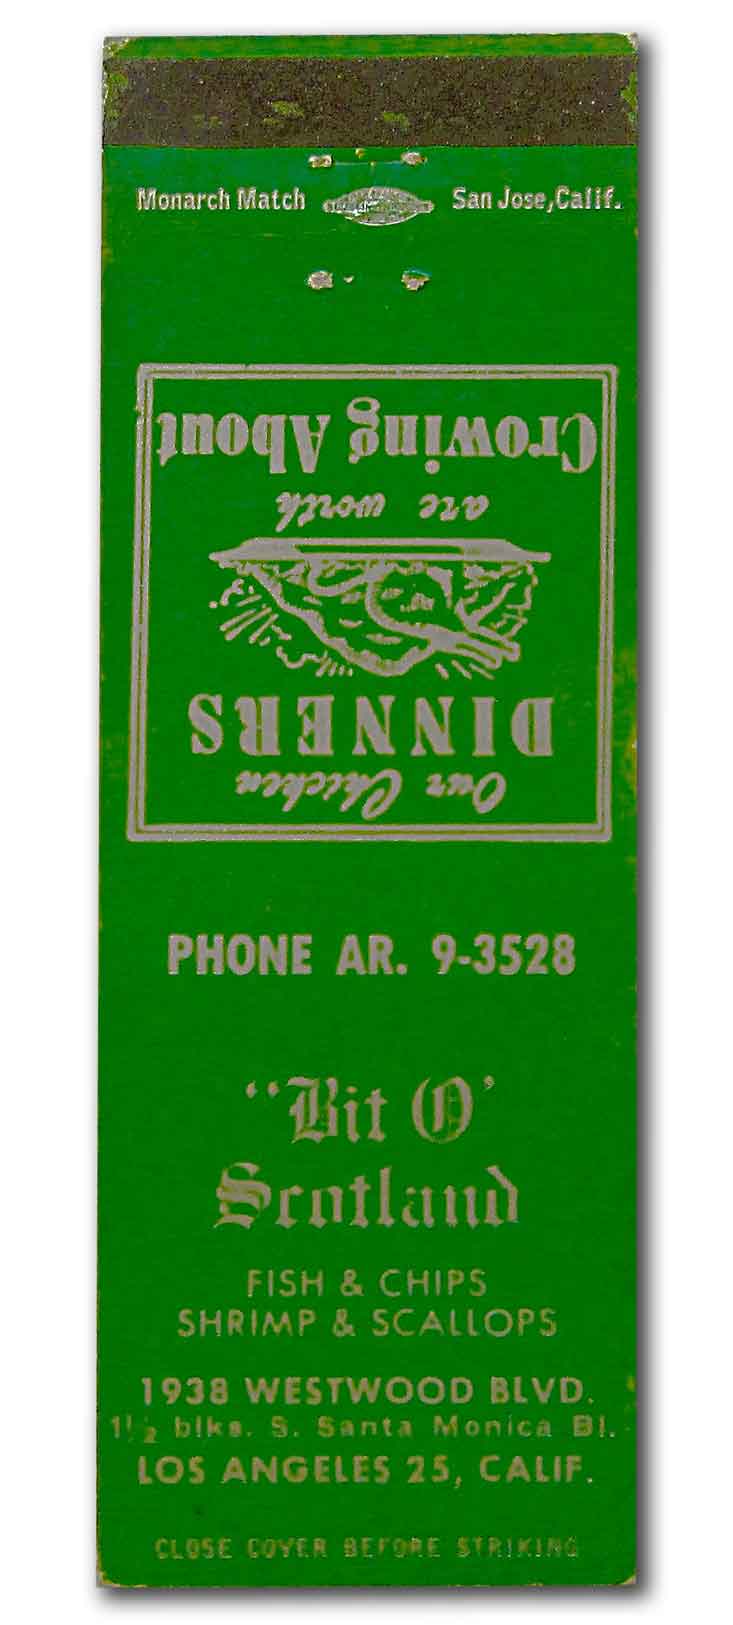 Monarch Match San Jose, Calif.
Our Chicken
DINNERS
are worth
Crowing About
PHONE AR. 9-3528
"Bit O'
Scotland
FISH & CHIPS
SHRIMP & SCALLOPS
1938 WESTWOOD BLVD.
1½ blks. S. Santa Monica Bl.
LOS ANGELES 25, CALIF.
CLOSE COVER BEFORE STRIKING